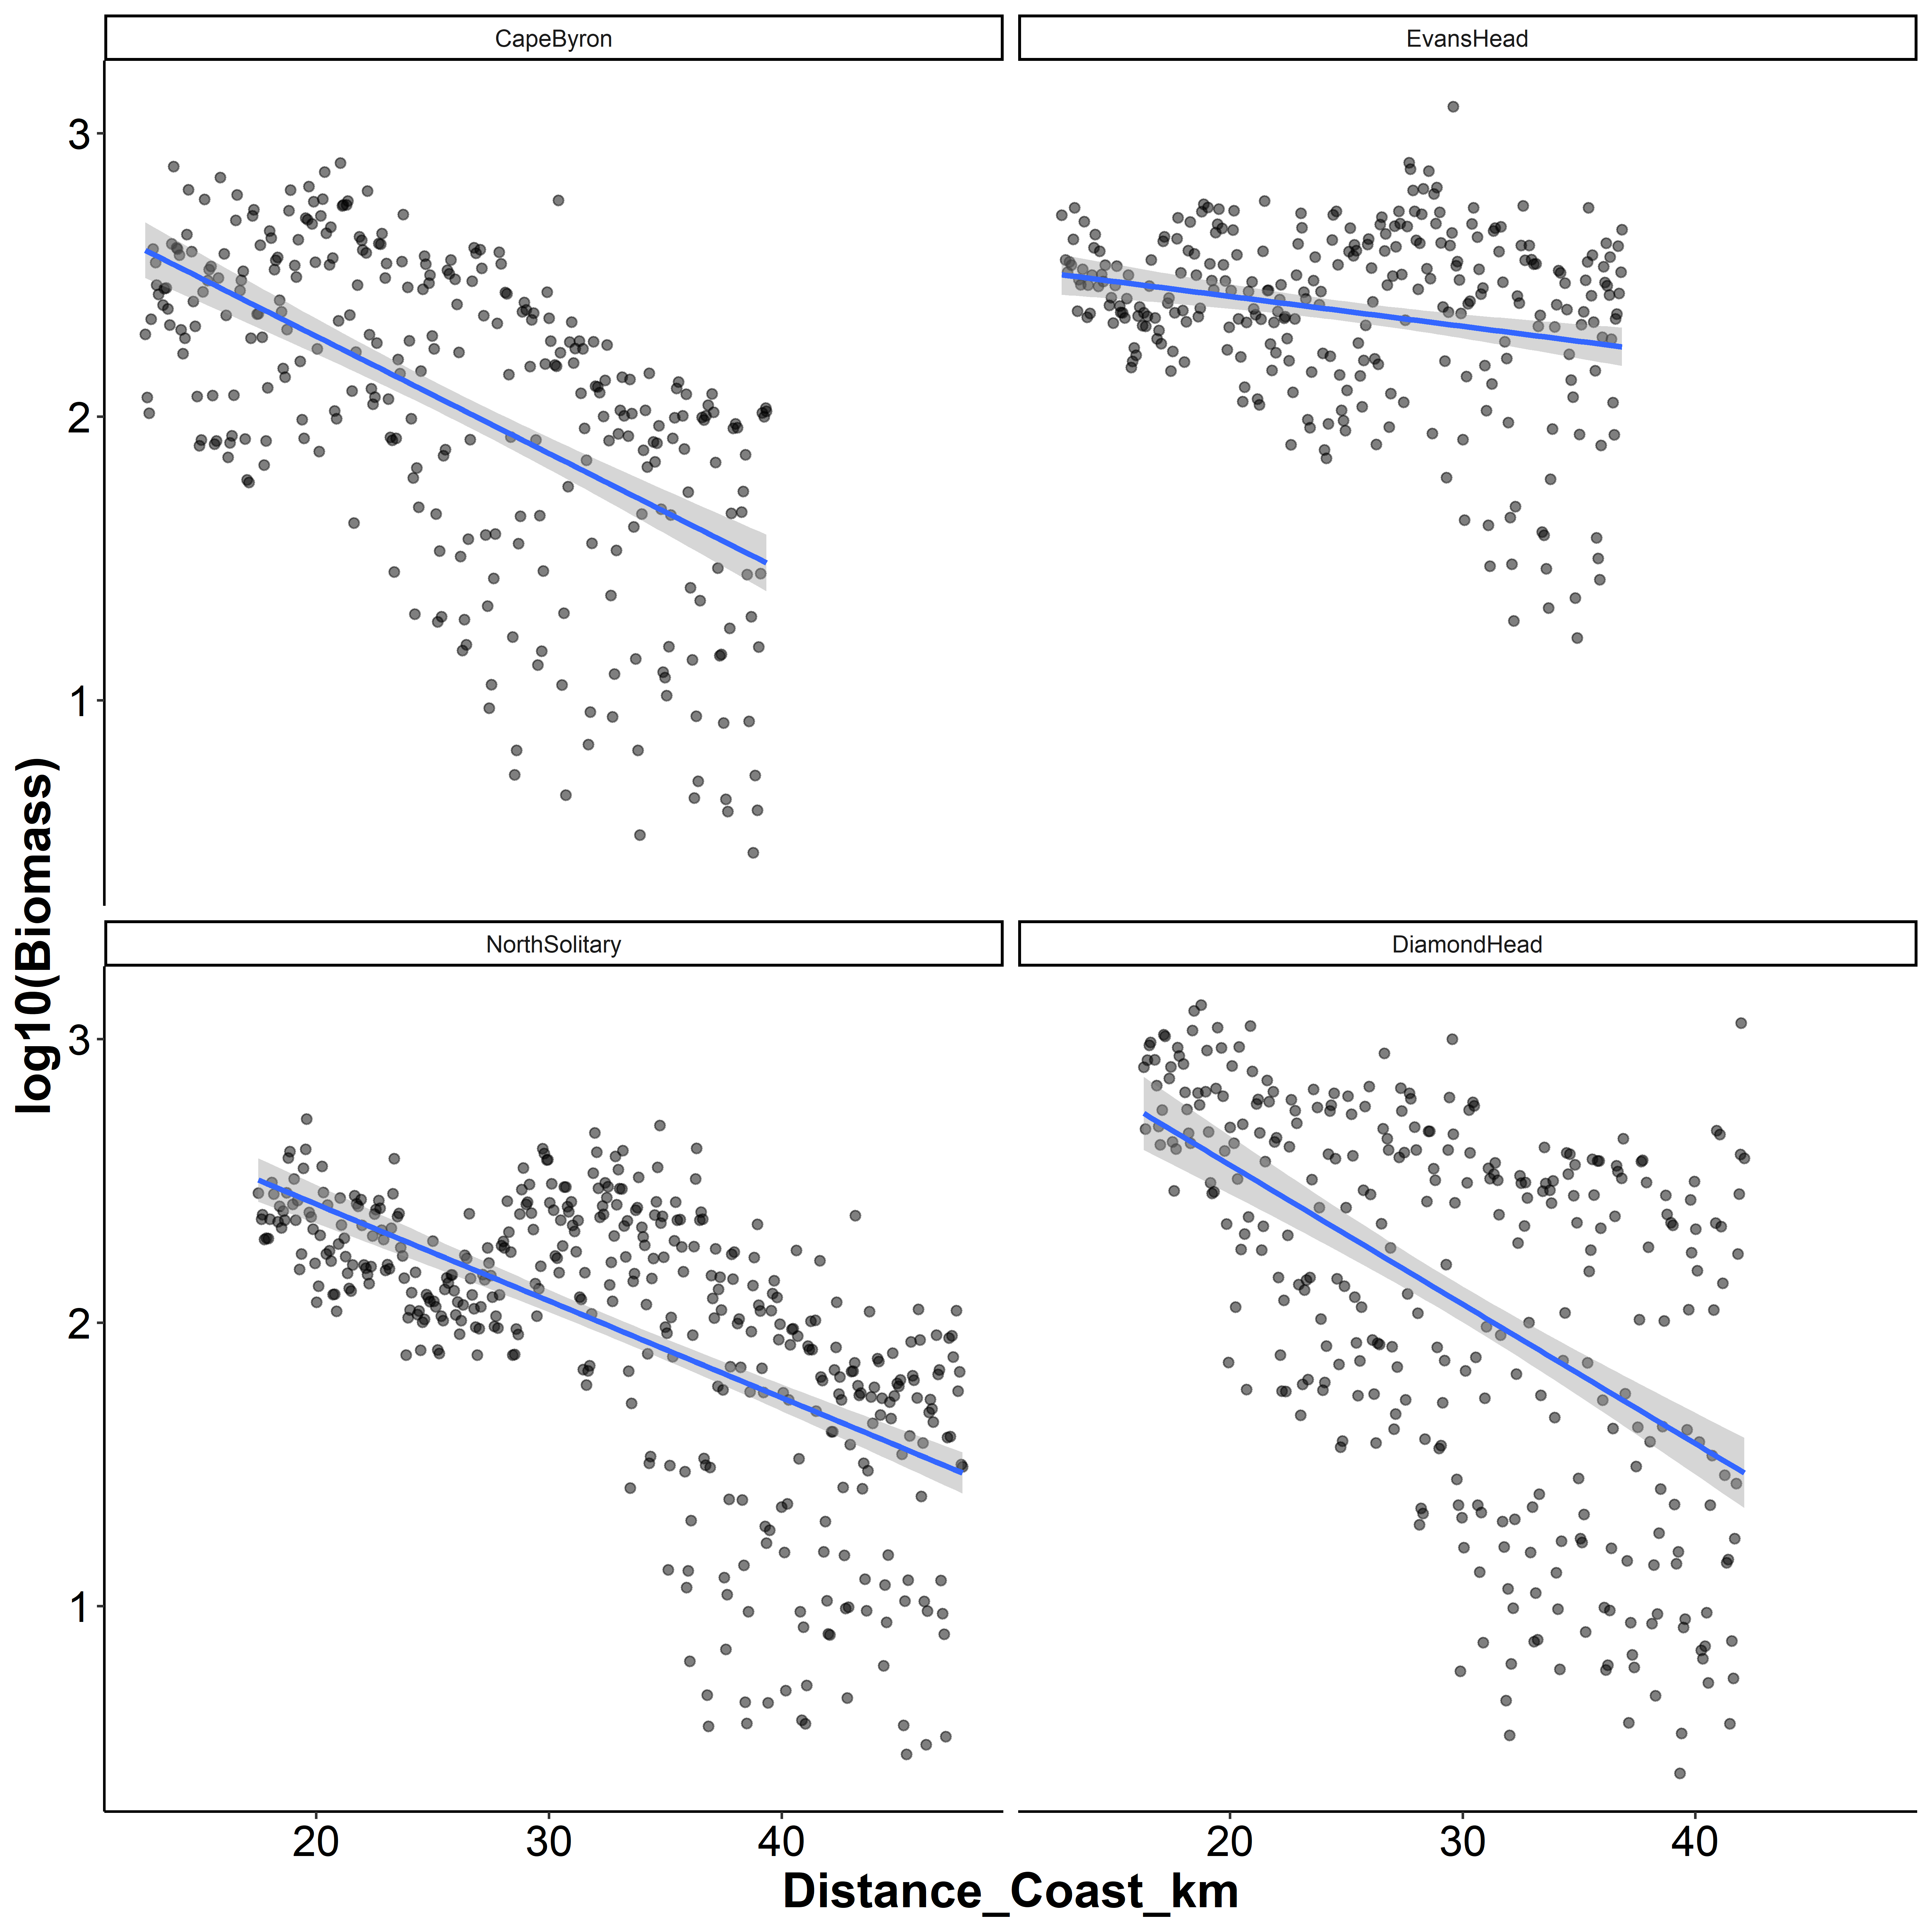 CapeByron
EvansHead
3
2
1
log10(Biomass)
NorthSolitary
DiamondHead
3
2
1
20
30
40
20
30
40
Distance_Coast_km